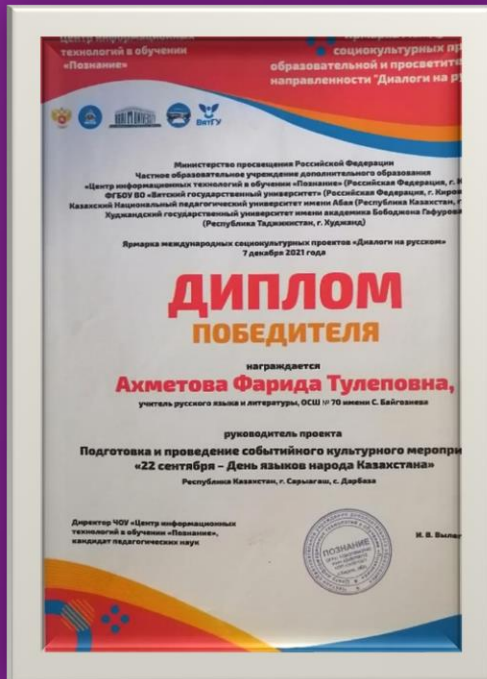 Центр информационных
технологий в обучении
«Познание»
социокультурных пр
образовательной и просветите
направленности "Диалоги на ру
ВятГУ
Министерство просвещения Российской Федерации
Частное образовательное учреждение дополнительного образования
«Центр информационных технологий в обучении «Познание» (Российская Федерация, г. К
ФГБОУ ВО «Вятский государственный университет» (Российская Федерация, г. Киров
Казахский Национальный педагогический университет имени Абая (Республика Казахстан, г
Худжандский государственный университет имени академика Бободжона Гафурова
(Республика Таджикистан, г. Худжанд)
Ярмарка международных социокультурных проектов «Диалоги на русском»
7 декабря 2021 года
ДИПЛОМ
ПОБЕДИТЕЛЯ
награждается
Ахметова Фарида Тулеповна,
учитель русского языка и литературы, ОСШ № 70 имени С. Байгозиева
руководитель проекта
Подготовка и проведение событийного культурного меропри
«22 сентября – День языков народа Казахстана»
Республика Казахстан, г. Сарыагаш, с. Дарбаза
Директор ЧОУ «Центр информационных
технологий в обучении «Познание»,
кандидат педагогических наук
И. В. Вылег
ПОЗНАНИЕ